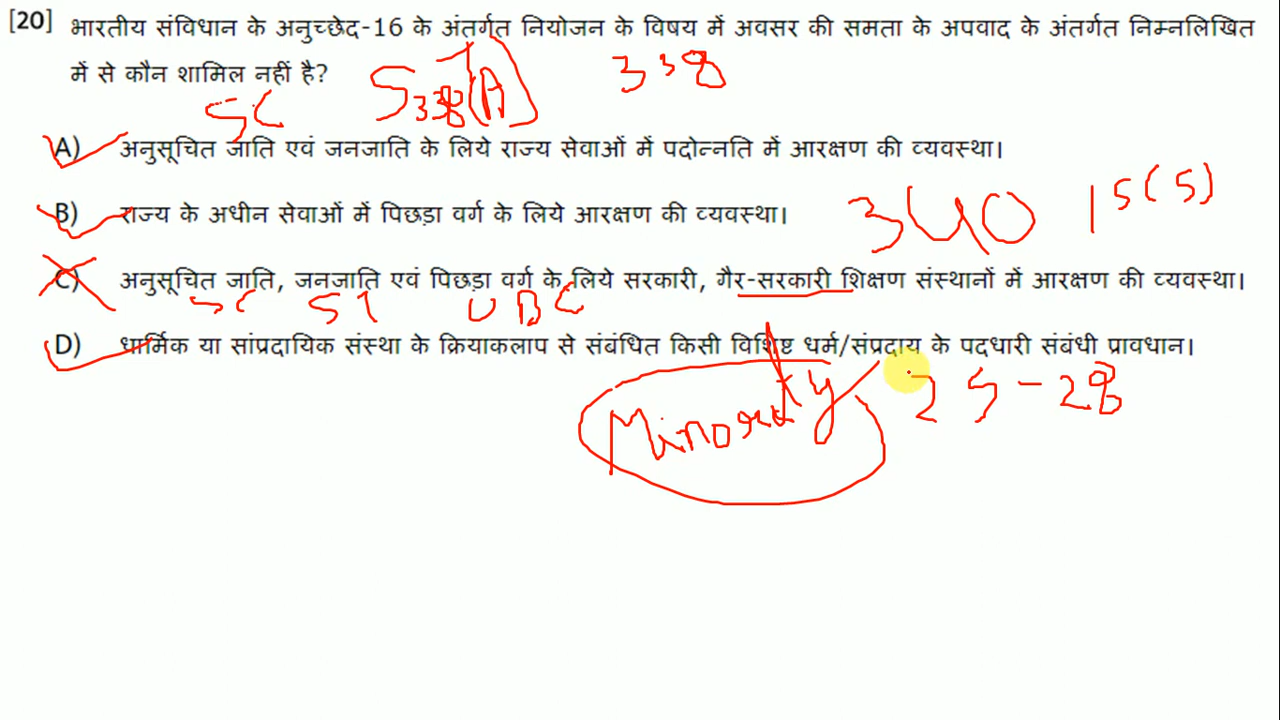 [20] भारतीय संविधान के अनुच्छेद-16 के अंतर्गत नियोजन के विषय में अवसर की समता के अपवाद के अंतर्गत निम्नलिखित
में से कौन शामिल नहीं है?
338
SC ST 338(A)
A) अनुसूचित जाति एवं जनजाति के लिये राज्य सेवाओं में पदोन्नति में आरक्षण की व्यवस्था।
B) राज्य के अधीन सेवाओं में पिछड़ा वर्ग के लिये आरक्षण की व्यवस्था।
340 15(5)
C) अनुसूचित जाति, जनजाति एवं पिछड़ा वर्ग के लिये सरकारी, गैर-सरकारी शिक्षण संस्थानों में आरक्षण की व्यवस्था।
SC ST OBC
D) धार्मिक या सांप्रदायिक संस्था के क्रियाकलाप से संबंधित किसी विशिष्ट धर्म/संप्रदाय के पदधारी संबंधी प्रावधान।
Minority 25-28